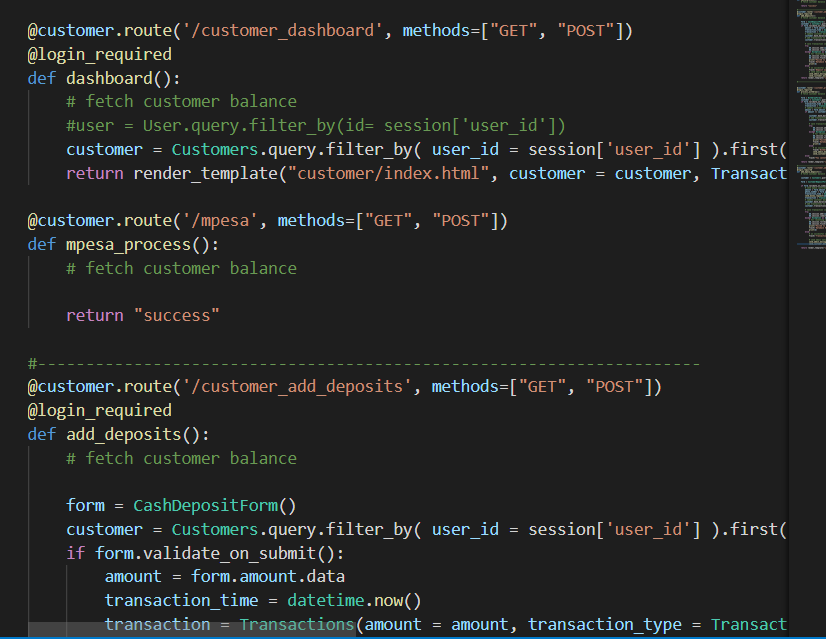 @customer.route('/customer_dashboard', methods=["GET", "POST"])
@login_required
def dashboard():
# fetch customer balance
#user = User.query.filter_by(id= session['user_id'])
customer = Customers.query.filter_by( user_id = session['user_id'] ).first(
return render_template("customer/index.html", customer = customer, Transact
@customer.route('/mpesa', methods=["GET", "POST"])
def mpesa_process():
# fetch customer balance
return "success"
#---------------------------------------------------------------------
@customer.route('/customer_add_deposits', methods=["GET", "POST"])
@login_required
def add_deposits():
# fetch customer balance
form = CashDepositForm()
customer = Customers.query.filter_by( user_id = session['user_id'] ).first(
if form.validate_on_submit():
amount = form.amount.data
transaction_time = datetime.now()
transaction = Transactions(amount = amount, transaction_type = Transact